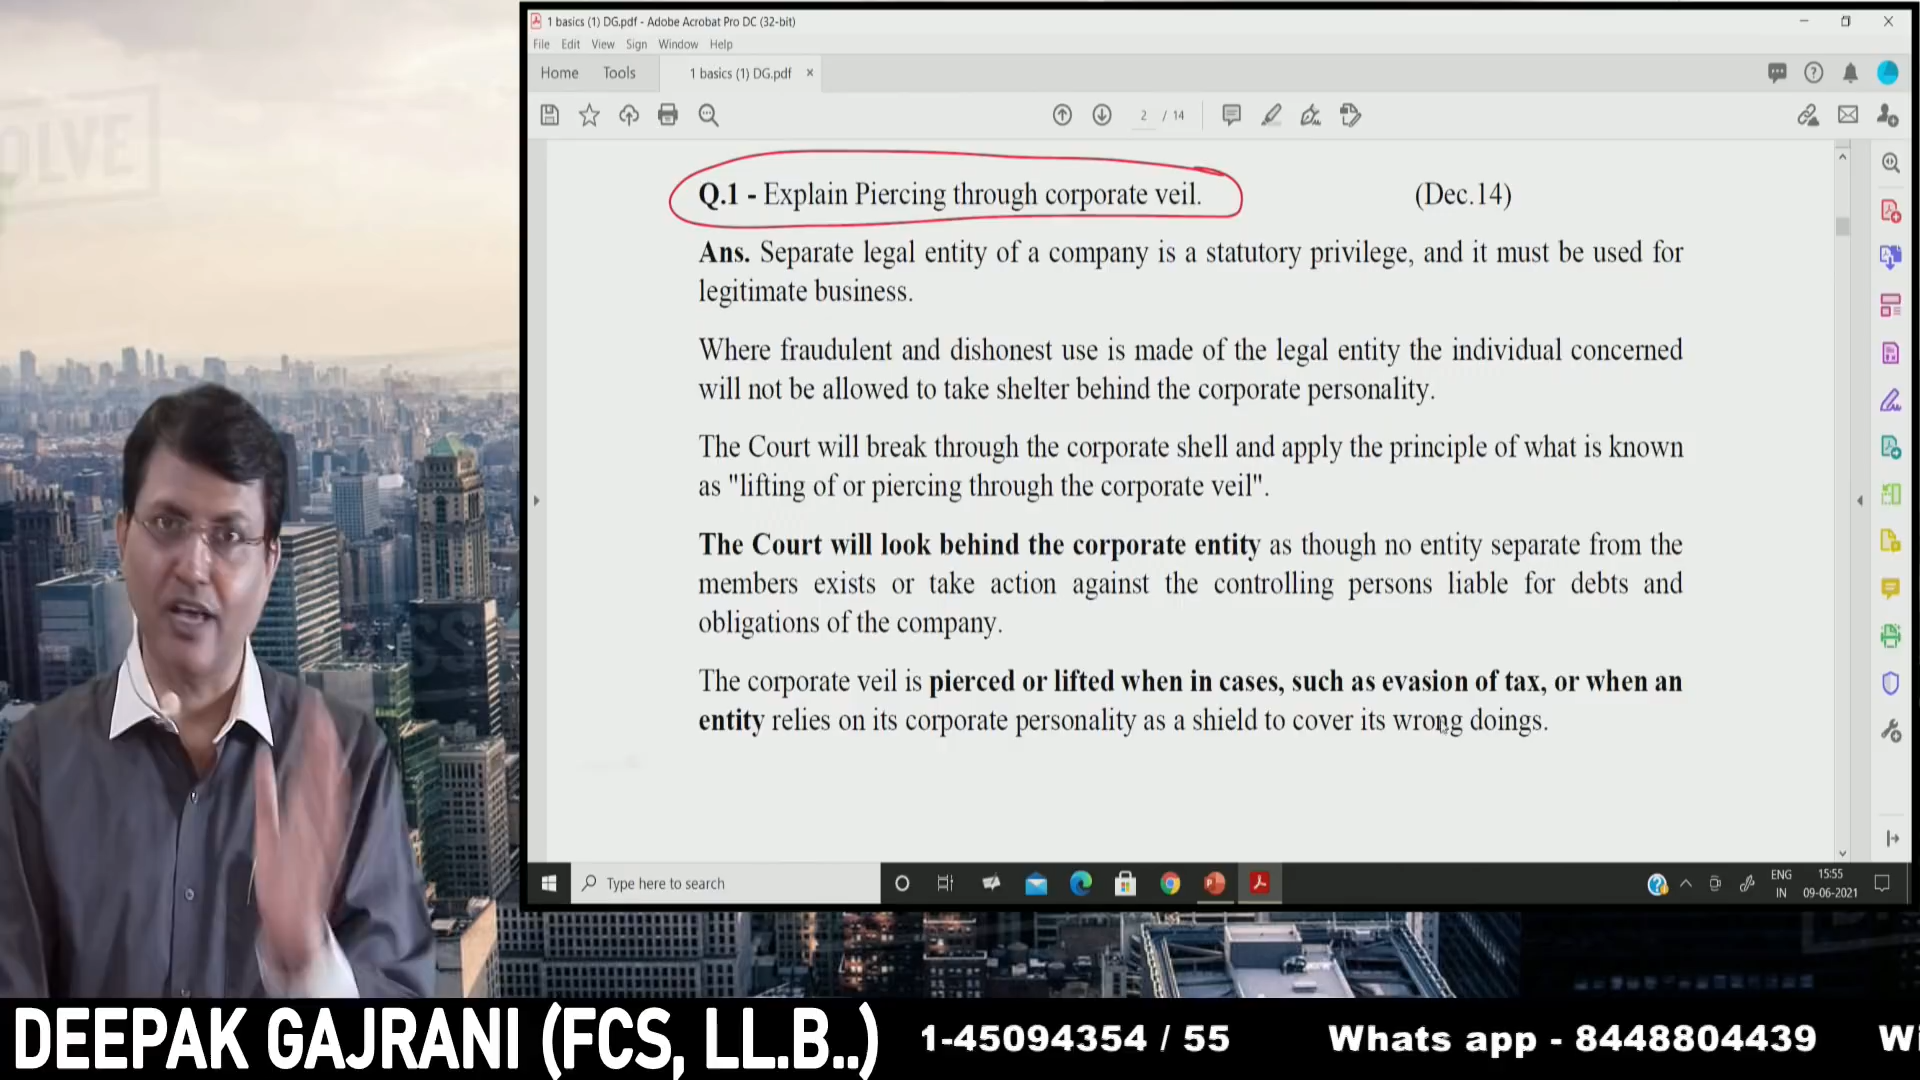 1 basics (1) DG.pdf - Adobe Acrobat Pro DC (32-bit)
File Edit View Sign Window Help
Home Tools 1 basics (1) DG.pdf ×
2 / 14
Q.1 - Explain Piercing through corporate veil. (Dec.14)
Ans. Separate legal entity of a company is a statutory privilege, and it must be used for
legitimate business.
Where fraudulent and dishonest use is made of the legal entity the individual concerned
will not be allowed to take shelter behind the corporate personality.
The Court will break through the corporate shell and apply the principle of what is known
as "lifting of or piercing through the corporate veil".
The Court will look behind the corporate entity as though no entity separate from the
members exists or take action against the controlling persons liable for debts and
obligations of the company.
The corporate veil is pierced or lifted when in cases, such as evasion of tax, or when an
entity relies on its corporate personality as a shield to cover its wrong doings.
Type here to search
ENG
IN
15:55
09-06-2021
DEEPAK GAJRANI (FCS, LL.B..)
1-45094354 / 55 Whats app - 8448804439